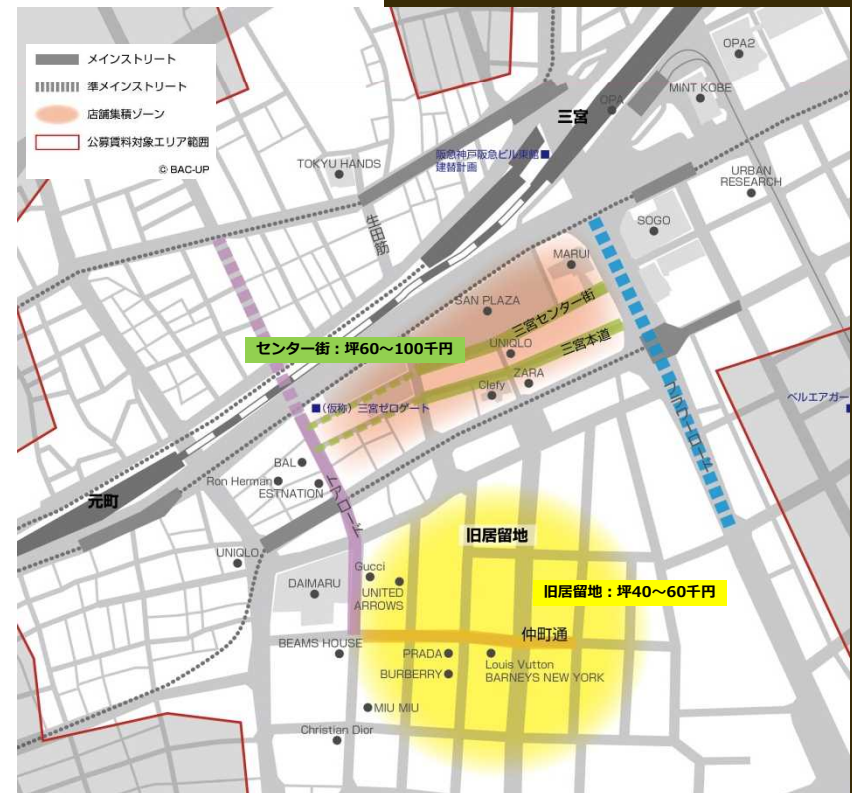 メインストリート
準メインストリート
店舗集積ゾーン
公募賃料対象エリア範囲
© BAC-UP
OPA2
MINT KOBE
OPA
三宮
TOKYU HANDS
阪急神戸阪急ビル東館
建替計画
URBAN
RESEARCH
SOGO
生田筋
MARUI
SAN PLAZA
三宮センター街
センター街：坪60～100千円
UNIQLO
三宮本道
ZARA
Clefy
フラワーロード
ベルエアガー
(仮称) 三宮ゼロゲート
BAL
Ron Herman
ESTNATION
トアロード
元町
旧居留地
UNIQLO
Gucci
DAIMARU
UNITED
ARROWS
旧居留地：坪40～60千円
仲町通
BEAMS HOUSE
PRADA
Louis Vutton
BURBERRY
BARNEYS NEW YORK
MIU MIU
Christian Dior